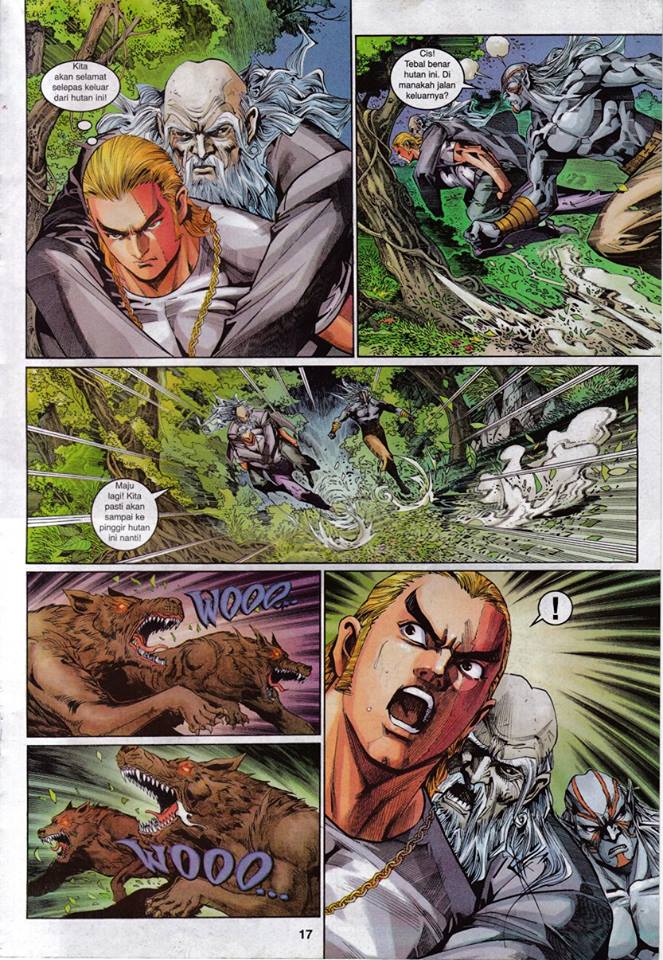 Kita
akan selamat
selepas keluar
dari hutan ini!
Cis!
Tebal benar
hutan ini. Di
manakah jalan
keluarnya?
Maju
lagi! Kita
pasti akan
sampai ke
pinggir hutan
ini nanti!
WOOO...
!
WOOO...
17